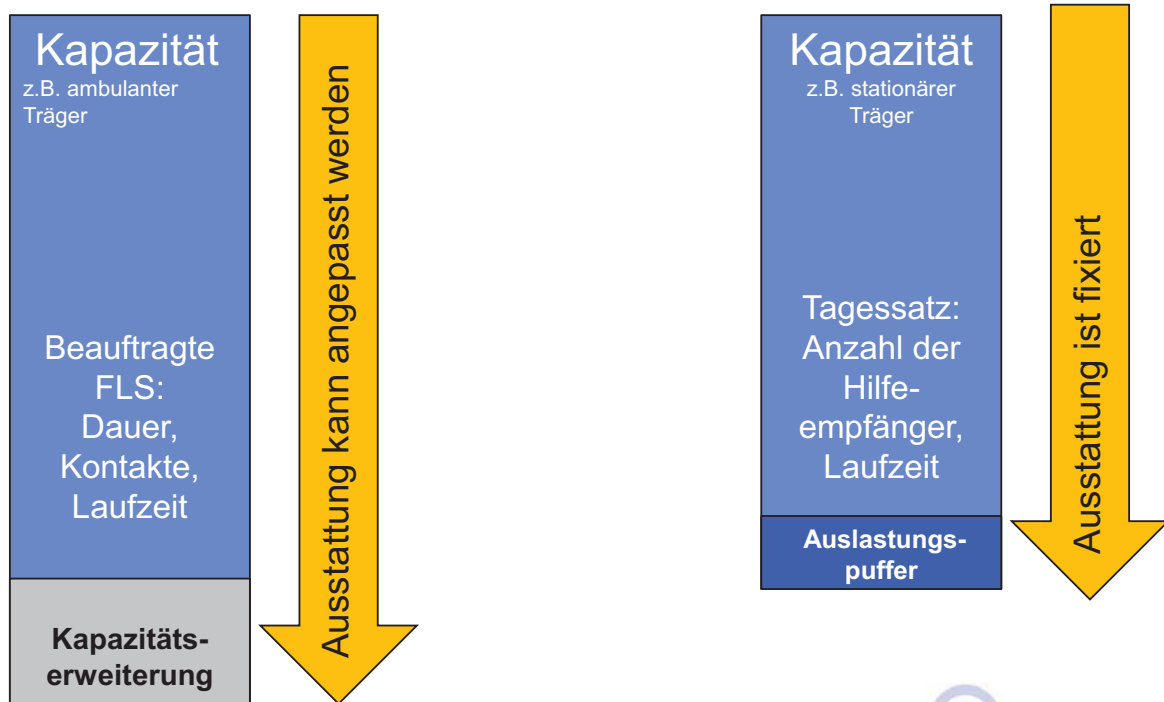 Kapazität
z.B. ambulanter
Träger
Beauftragte
FLS:
Dauer,
Kontakte,
Laufzeit
Kapazitäts-
erweiterung
Ausstattung kann angepasst werden
Kapazität
z.B. stationärer
Träger
Tagessatz:
Anzahl der
Hilfe-
empfänger,
Laufzeit
Auslastungs-
puffer
Ausstattung ist fixiert